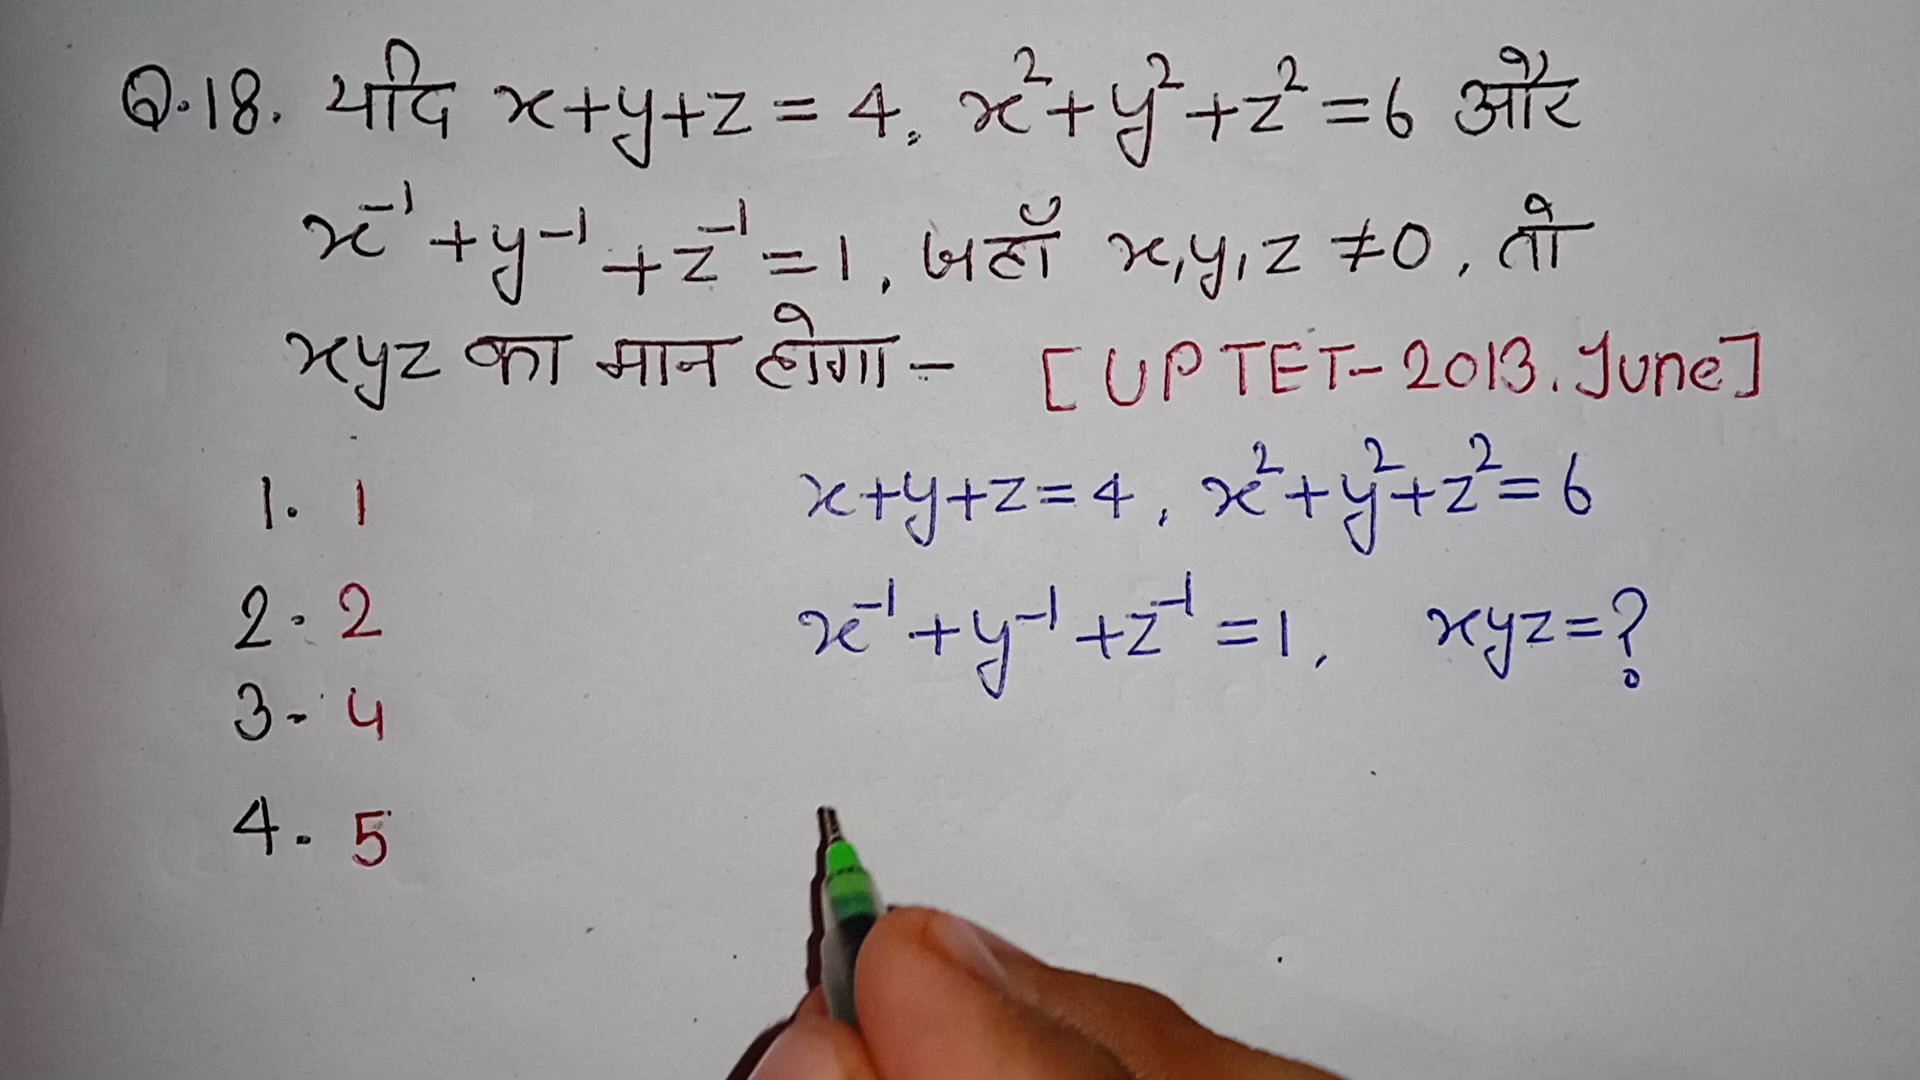 Q.18. यदि x+y+z = 4, x²+y²+z² = 6 और
x⁻¹+y⁻¹+z⁻¹ = 1, जहाँ x,y,z ≠ 0, तो
xyz का मान होगा - [UPTET-2013.June]
1. 1
2. 2
3. 4
4. 5
x+y+z = 4, x²+y²+z² = 6
x⁻¹+y⁻¹+z⁻¹ = 1, xyz = ?